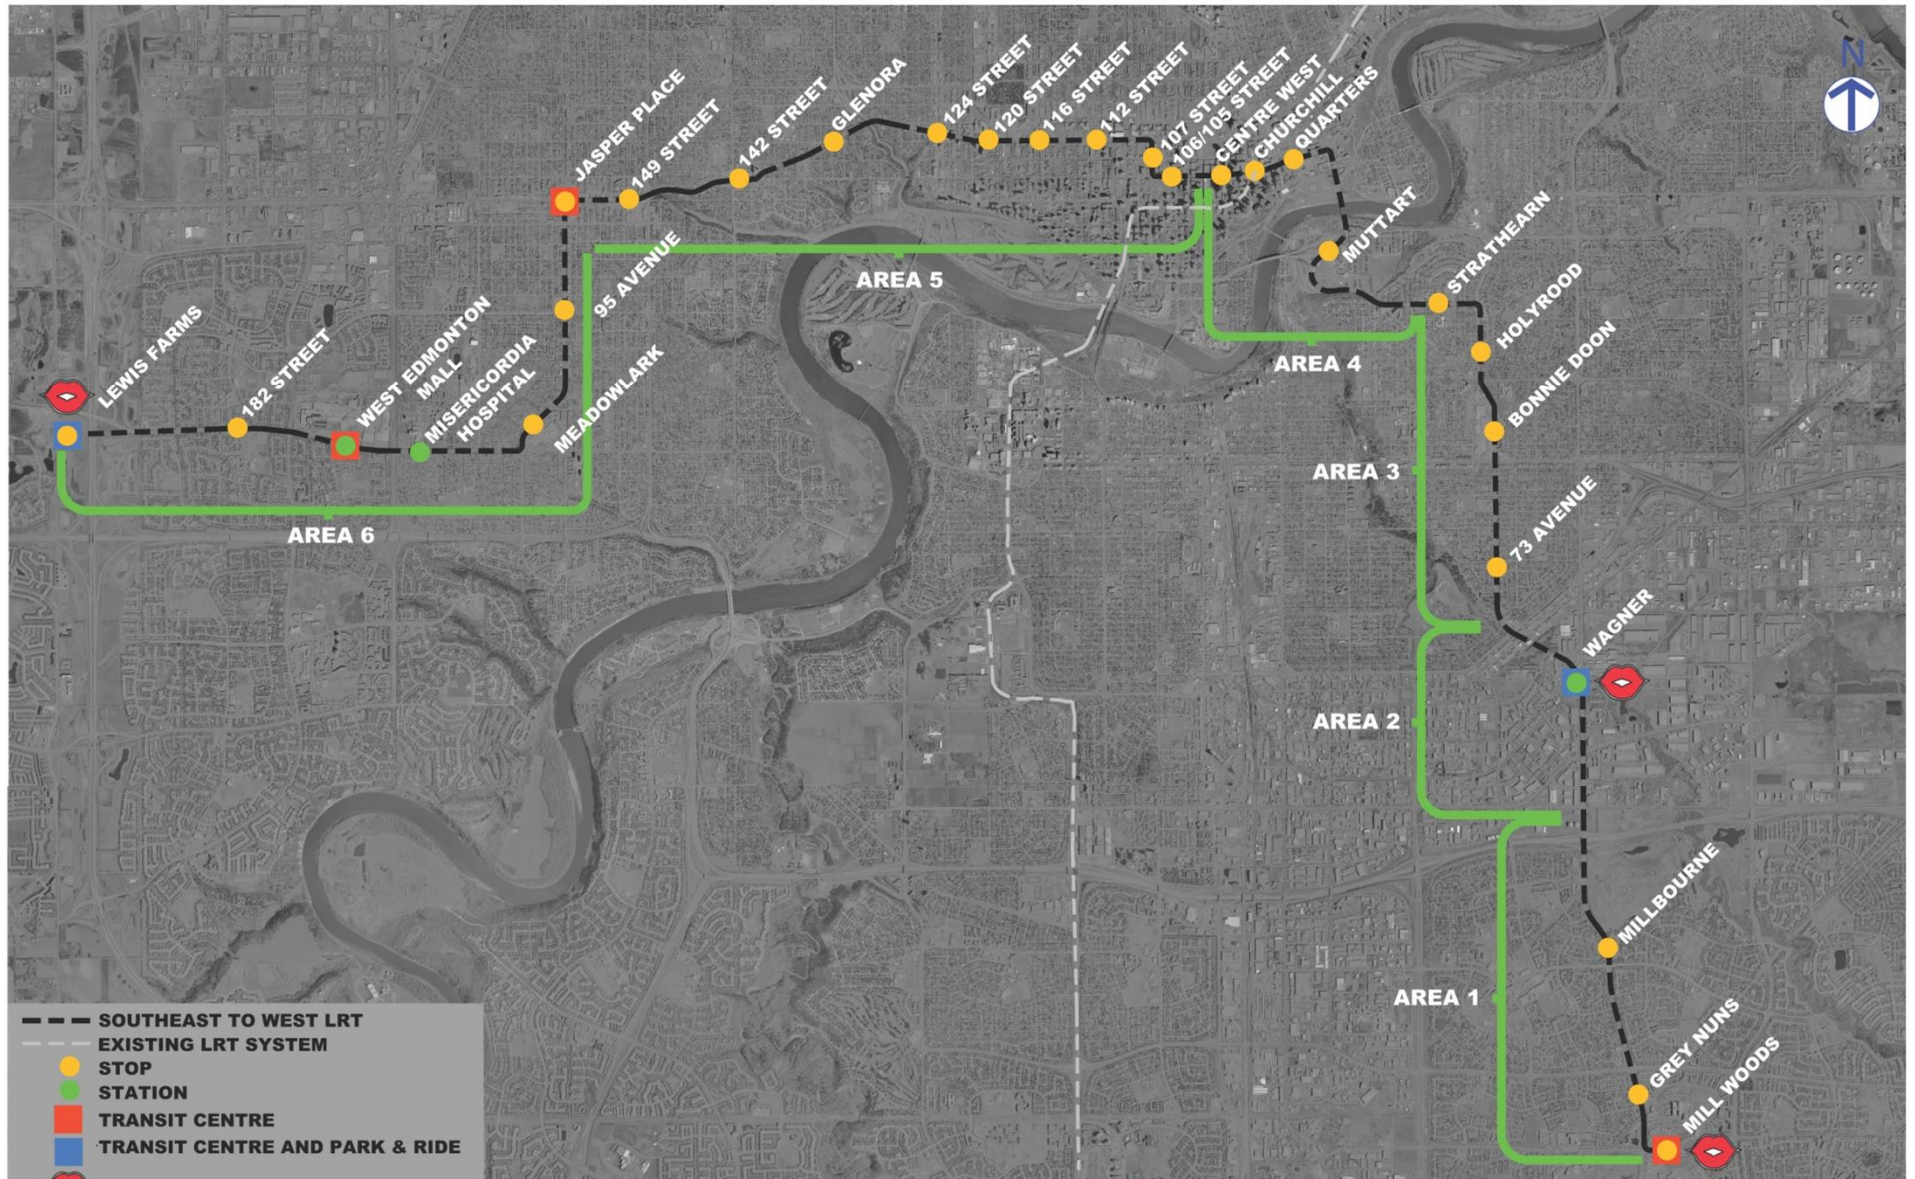 N
JASPER PLACE
149 STREET
142 STREET
GLENORA
124 STREET
120 STREET
116 STREET
112 STREET
107 STREET
106/105 STREET
CENTRE WEST
CHURCHILL
QUARTERS
MUTTART
STRATHEARN
HOLYROOD
BONNIE DOON
73 AVENUE
WAGNER
MILLBOURNE
GREY NUNS
MILL WOODS
95 AVENUE
MEADOWLARK
MISERICORDIA
HOSPITAL
WEST EDMONTON
MALL
182 STREET
LEWIS FARMS
AREA 5
AREA 4
AREA 3
AREA 6
AREA 2
AREA 1
SOUTHEAST TO WEST LRT
EXISTING LRT SYSTEM
STOP
STATION
TRANSIT CENTRE
TRANSIT CENTRE AND PARK & RIDE